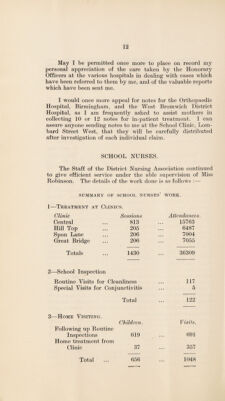 12
May I be permitted once more to place on record my
personal appreciation of the care taken by the Honorary
Officers at the various hospitals in dealing with cases which
have been referred to them by me, and of the valuable reports
which have been sent me.
I would once more appeal for notes for the Orthopaedic
Hospital, Birmingham, and the West Bromwich District
Hospital, as I am frequently asked to assist mothers in
collecting 10 or 12 notes for in-patient treatment. I can
assure anyone sending notes to me at the School Clinic, Lom-
bard Street West, that they will be carefully distributed
after investigation of each individual claim.
SCHOOL NURSES.
The Staff of the District Nursing Association continued
to give efficient service under the able supervision of Miss
Robinson. The details of the work done is as follows :—
SUMMARY OF SCHOOL NURSES' WORK.
1—TREATMENT AT CLINICS.
Clinic Sessions Attendances.
Central ... 813 ... 15763
Hill Top ... 205 ... 6487
Spon Lane ... 206 ... 7004
Great Bridge ... 206 ... 7055
Totals ... 1430 ... 36309
2—School Inspection
Routine Visits for Cleanliness ... 117
Special Visits for Conjunctivitis ... 5
Total ... 122
3—HOME VISITING.
Children. Visits.
Following up Routine
Inspections 619 ... 691
Home treatment from
Clinic 37 ... 357
Total ... 656 ... 1048